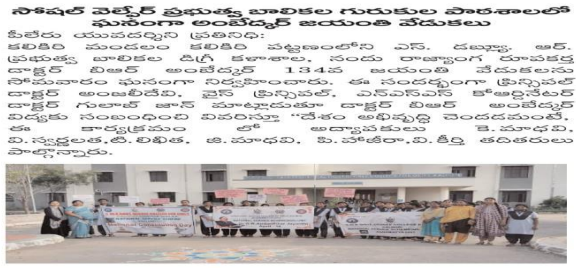 సోషల్ వెల్ఫేర్ ప్రభుత్వ బాలికల గురుకుల పాఠశాలలో
ఘనంగా అంబేద్కర్ జయంతి వేడుకలు
పీలేరు యువదర్శిని ప్రతినిధి:
కలికిరి మండలం కలికిరి పట్టణంలోని ఎస్. డబ్ల్యూ. ఆర్.
ప్రభుత్వ బాలికల డిగ్రీ కళాశాల, నందు రాజ్యాంగ రూపకర్త
డాక్టర్ బీఆర్ అంబేద్కర్ 134వ జయంతి వేడుకలను
సోమవారం ఘనంగా నిర్వహించారు. ఈ సందర్భంగా ప్రిన్సిపల్
డాక్టర్ అంజలీదేవి, వైస్ ప్రిన్సిపల్, ఎన్ఎస్ఎస్ కోఆర్డినేటర్
డాక్టర్ గులాబ్ జాన్ మాట్లాడుతూ డాక్టర్ బీఆర్ అంబేద్కర్
విద్యకు సంబంధించి వివరిస్తూ "దేశం అభివృద్ధి చెందడమంటే,
ఈ కార్యక్రమం లో అధ్యాపకులు కె.మాధవి,
వి.స్వర్ణలత,టి.లిఖిత, జి.మాధవి, పి.హాజీరా,వి.కీర్తి తదితరులు
పాల్గొన్నారు.